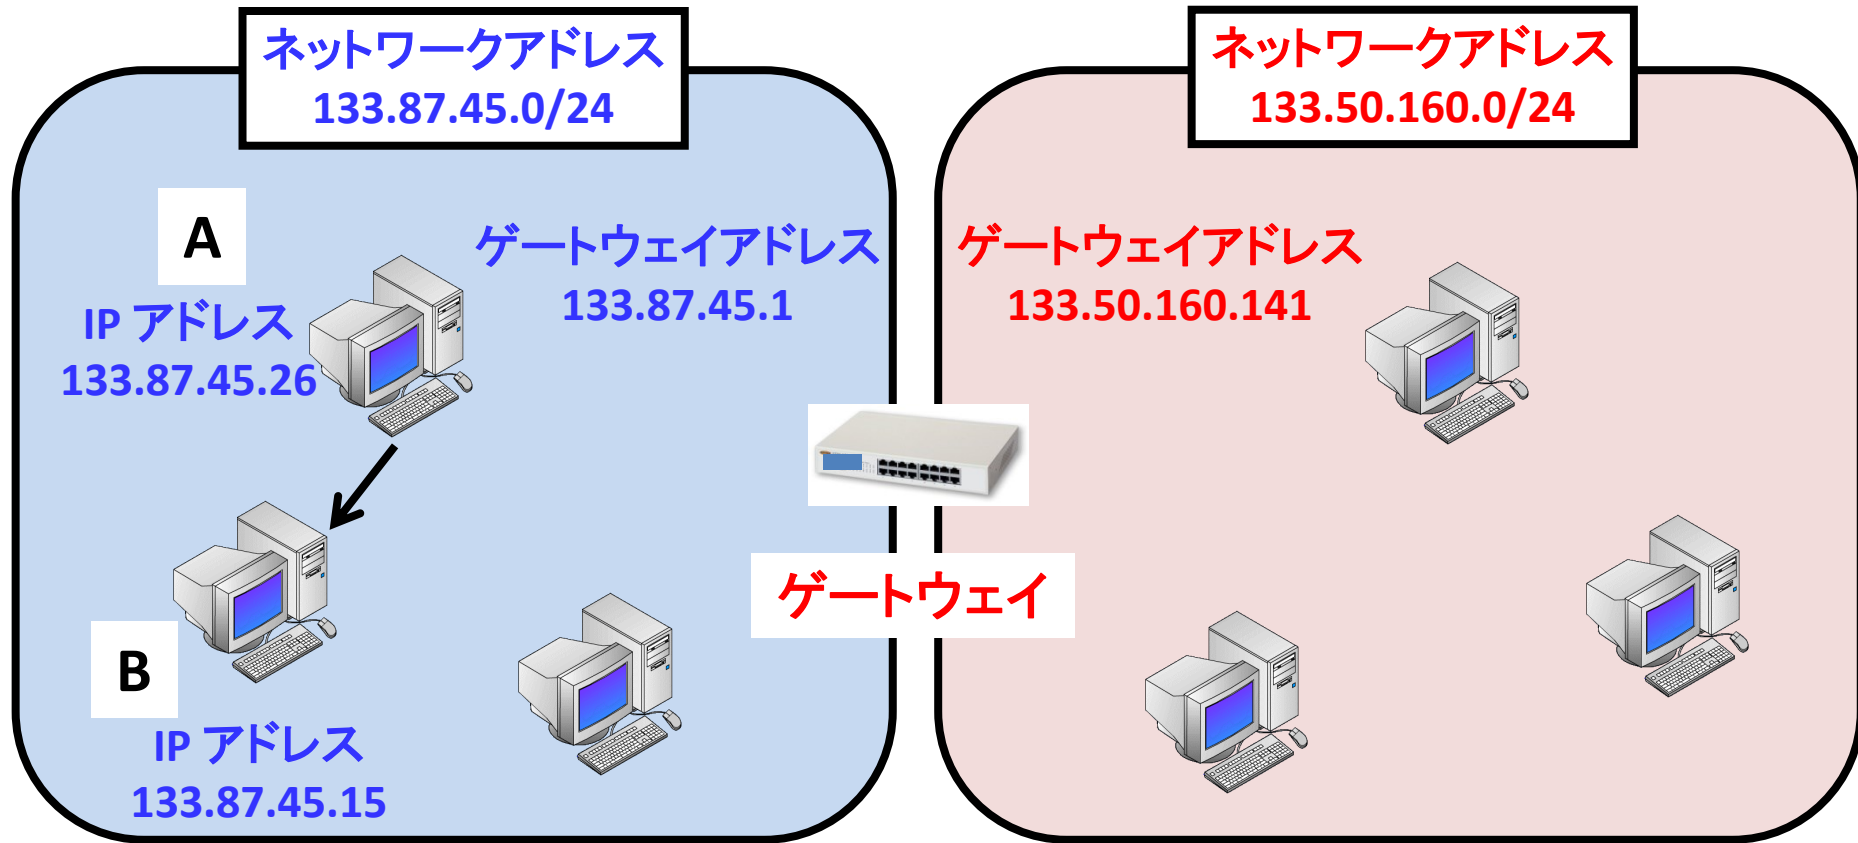 ネットワークアドレス
133.87.45.0/24
A
IP アドレス
133.87.45.26
ゲートウェイアドレス
133.87.45.1
B
IP アドレス
133.87.45.15
ゲートウェイ
ネットワークアドレス
133.50.160.0/24
ゲートウェイアドレス
133.50.160.141